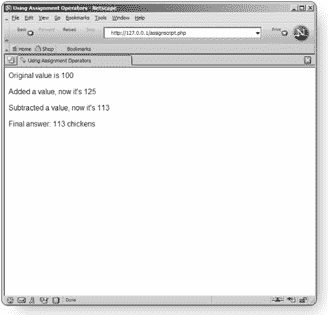 Using Assignment Operators - Netscape
File Edit View Go Bookmarks Tools Window Help
Back Forward Reload Stop http://127.0.0.1/assignscript.php Print N
Home Shop Bookmarks
Using Assignment Operators
Original value is 100
Added a value, now it's 125
Subtracted a value, now it's 113
Final answer: 113 chickens
Done